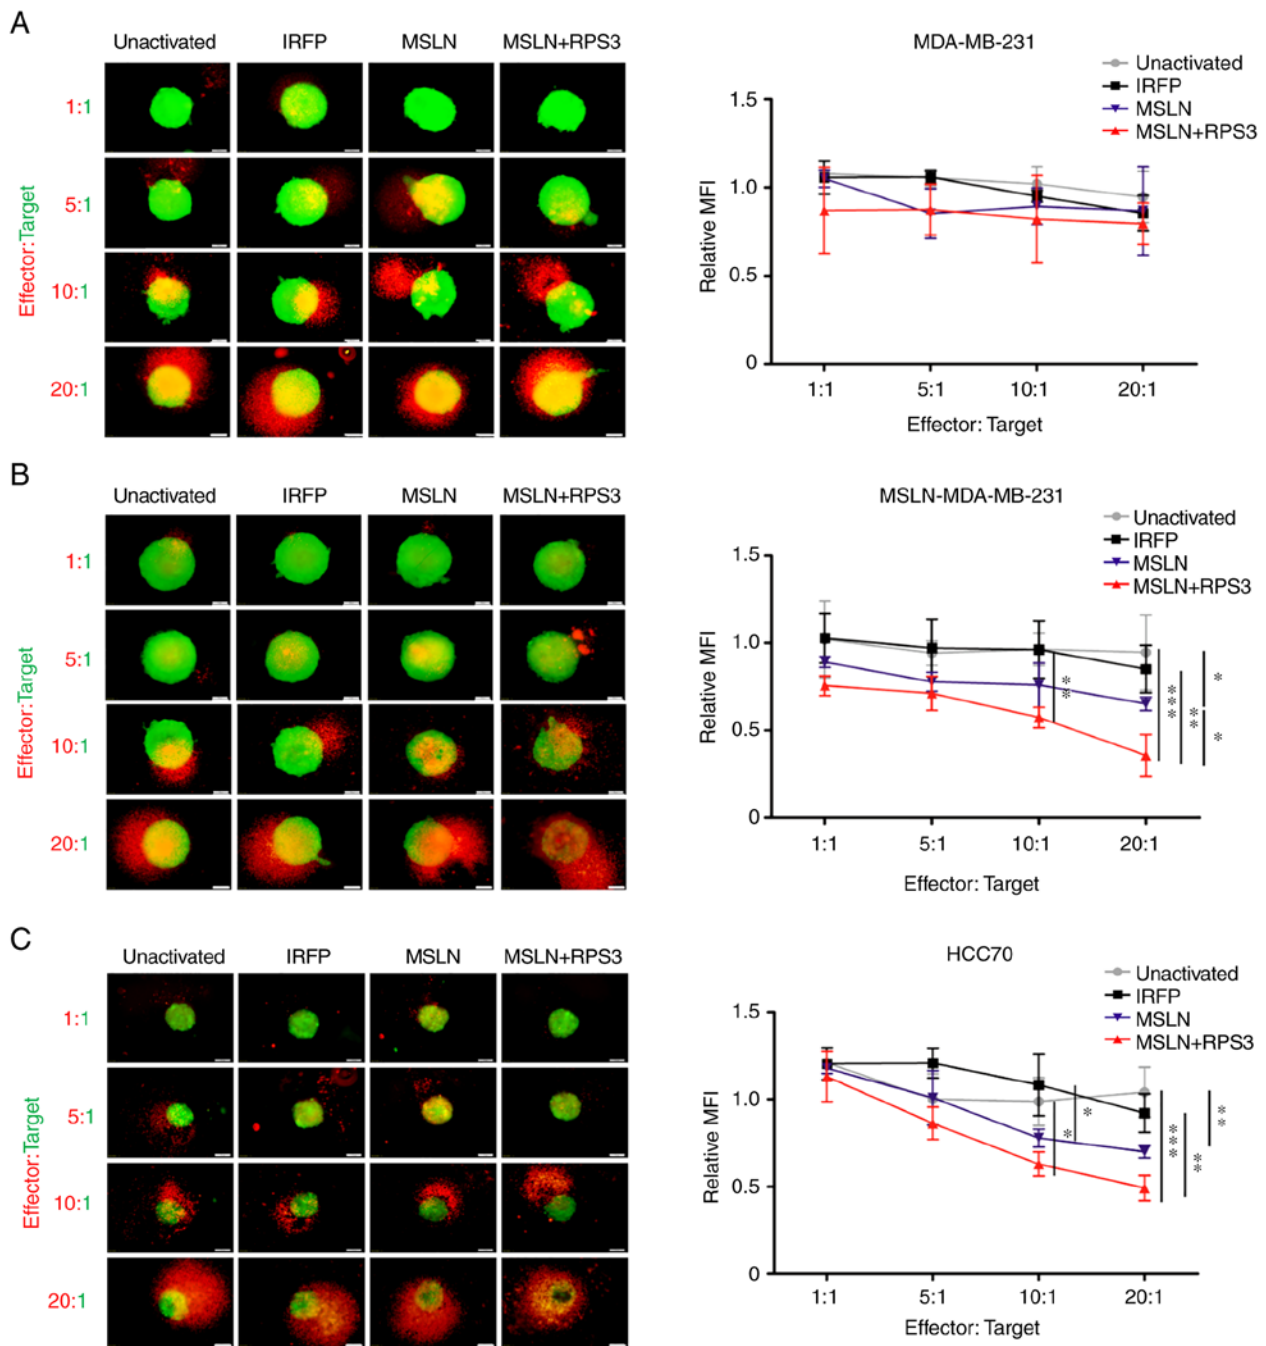 A
Unactivated IRFP MSLN MSLN+RPS3
1:1
5:1
10:1
20:1
Effector:Target
MDA-MB-231
Unactivated
IRFP
MSLN
MSLN+RPS3
1.5
1.0
0.5
0
Relative MFI
1:1 5:1 10:1 20:1
Effector: Target
B
Unactivated IRFP MSLN MSLN+RPS3
1:1
5:1
10:1
20:1
Effector:Target
MSLN-MDA-MB-231
Unactivated
IRFP
MSLN
MSLN+RPS3
1.5
1.0
0.5
0
Relative MFI
**
***
**
*
*
1:1 5:1 10:1 20:1
Effector: Target
C
Unactivated IRFP MSLN MSLN+RPS3
1:1
5:1
10:1
20:1
Effector:Target
HCC70
Unactivated
IRFP
MSLN
MSLN+RPS3
1.5
1.0
0.5
0
Relative MFI
*
*
***
**
**
1:1 5:1 10:1 20:1
Effector: Target